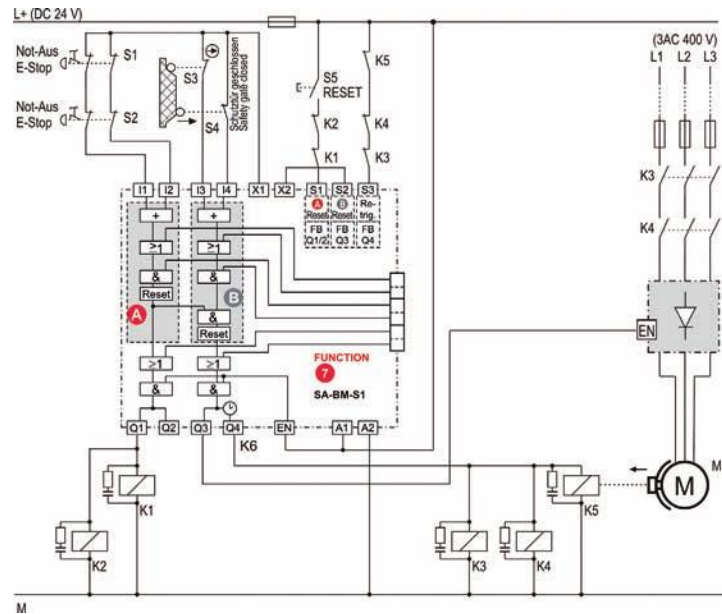 L+ (DC 24 V)
(3AC 400 V)
L1 L2 L3
Not-Aus
E-Stop
S1
Not-Aus
E-Stop
S2
S3
S4
Schutztür geschlossen
Safety gate closed
S5
RESET
K5
K2
K4
K1
K3
K3
K4
I1 I2 I3 I4 X1 X2 S1 S2 S3
A B Re-
Reset Reset trig.
FB FB FB
Q1/2 Q3 Q4
+ +
≥1 ≥1
& &
Reset
A
B
&
Reset
≥1 ≥1
& &
FUNCTION
7
SA-BM-S1
EN
Q1 Q2 Q3 Q4 EN A1 A2
K6
M
M
K1
K2
K3
K4
K5
M